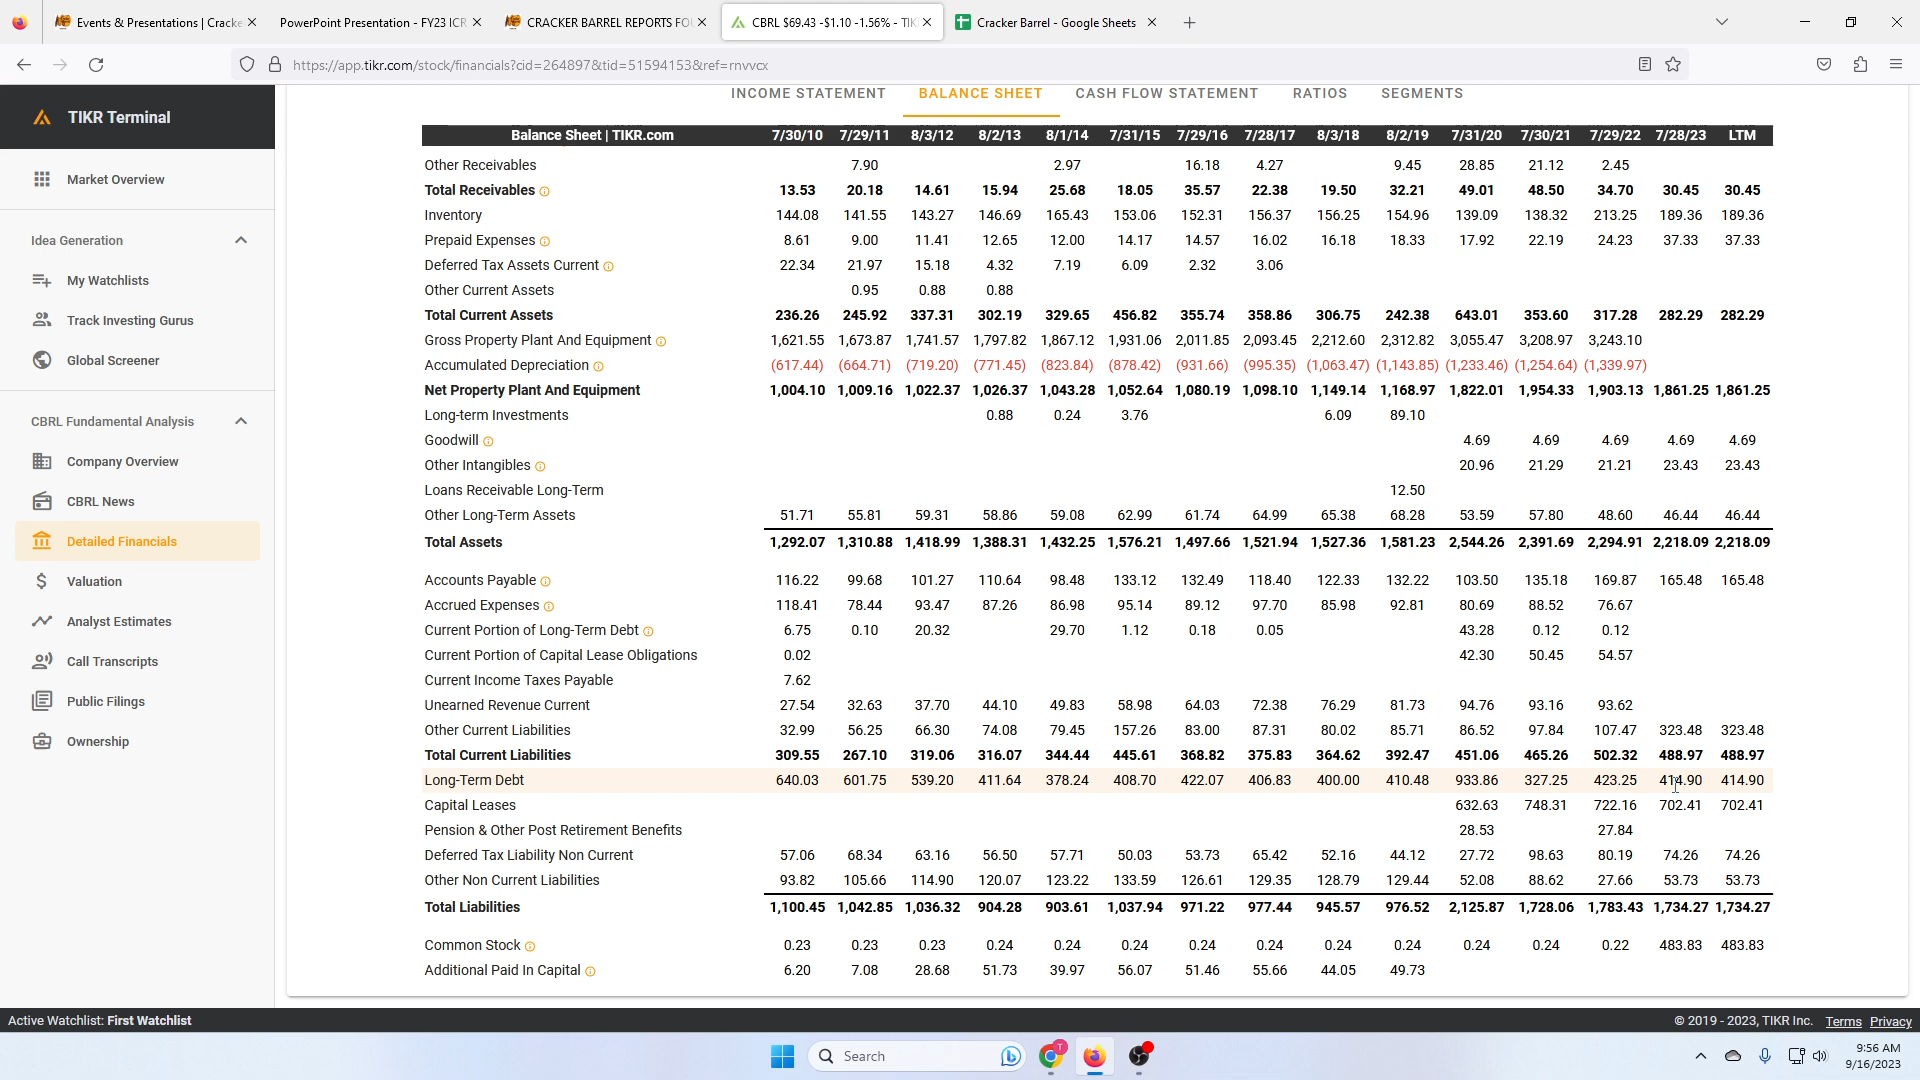 Events & Presentations | Cracke
PowerPoint Presentation - FY23 ICR
CRACKER BARREL REPORTS FO
CBRL $69.43 -$1.10 -1.56% - TIK
Cracker Barrel - Google Sheets
https://app.tikr.com/stock/financials?cid=264897&tid=51594153&ref=rnvvcx
TIKR Terminal
Market Overview
Idea Generation
My Watchlists
Track Investing Gurus
Global Screener
CBRL Fundamental Analysis
Company Overview
CBRL News
Detailed Financials
Valuation
Analyst Estimates
Call Transcripts
Public Filings
Ownership
INCOME STATEMENT BALANCE SHEET CASH FLOW STATEMENT RATIOS SEGMENTS
Balance Sheet | TIKR.com 7/30/10 7/29/11 8/3/12 8/2/13 8/1/14 7/31/15 7/29/16 7/28/17 8/3/18 8/2/19 7/31/20 7/30/21 7/29/22 7/28/23 LTM
Other Receivables 7.90 2.97 16.18 4.27 9.45 28.85 21.12 2.45
Total Receivables 13.53 20.18 14.61 15.94 25.68 18.05 35.57 22.38 19.50 32.21 49.01 48.50 34.70 30.45 30.45
Inventory 144.08 141.55 143.27 146.69 165.43 153.06 152.31 156.37 156.25 154.96 139.09 138.32 213.25 189.36 189.36
Prepaid Expenses 8.61 9.00 11.41 12.65 12.00 14.17 14.57 16.02 16.18 18.33 17.92 22.19 24.23 37.33 37.33
Deferred Tax Assets Current 22.34 21.97 15.18 4.32 7.19 6.09 2.32 3.06
Other Current Assets 0.95 0.88 0.88
Total Current Assets 236.26 245.92 337.31 302.19 329.65 456.82 355.74 358.86 306.75 242.38 643.01 353.60 317.28 282.29 282.29
Gross Property Plant And Equipment 1,621.55 1,673.87 1,741.57 1,797.82 1,867.12 1,931.06 2,011.85 2,093.45 2,212.60 2,312.82 3,055.47 3,208.97 3,243.10
Accumulated Depreciation (617.44) (664.71) (719.20) (771.45) (823.84) (878.42) (931.66) (995.35) (1,063.47) (1,143.85) (1,233.46) (1,254.64) (1,339.97)
Net Property Plant And Equipment 1,004.10 1,009.16 1,022.37 1,026.37 1,043.28 1,052.64 1,080.19 1,098.10 1,149.14 1,168.97 1,822.01 1,954.33 1,903.13 1,861.25 1,861.25
Long-term Investments 0.88 0.24 3.76 6.09 89.10
Goodwill 4.69 4.69 4.69 4.69 4.69
Other Intangibles 20.96 21.29 21.21 23.43 23.43
Loans Receivable Long-Term 12.50
Other Long-Term Assets 51.71 55.81 59.31 58.86 59.08 62.99 61.74 64.99 65.38 68.28 53.59 57.80 48.60 46.44 46.44
Total Assets 1,292.07 1,310.88 1,418.99 1,388.31 1,432.25 1,576.21 1,497.66 1,521.94 1,527.36 1,581.23 2,544.26 2,391.69 2,294.91 2,218.09 2,218.09
Accounts Payable 116.22 99.68 101.27 110.64 98.48 133.12 132.49 118.40 122.33 132.22 103.50 135.18 169.87 165.48 165.48
Accrued Expenses 118.41 78.44 93.47 87.26 86.98 95.14 89.12 97.70 85.98 92.81 80.69 88.52 76.67
Current Portion of Long-Term Debt 6.75 0.10 20.32 29.70 1.12 0.18 0.05 43.28 0.12 0.12
Current Portion of Capital Lease Obligations 0.02 42.30 50.45 54.57
Current Income Taxes Payable 7.62
Unearned Revenue Current 27.54 32.63 37.70 44.10 49.83 58.98 64.03 72.38 76.29 81.73 94.76 93.16 93.62
Other Current Liabilities 32.99 56.25 66.30 74.08 79.45 157.26 83.00 87.31 80.02 85.71 86.52 97.84 107.47 323.48 323.48
Total Current Liabilities 309.55 267.10 319.06 316.07 344.44 445.61 368.82 375.83 364.62 392.47 451.06 465.26 502.32 488.97 488.97
Long-Term Debt 640.03 601.75 539.20 411.64 378.24 408.70 422.07 406.83 400.00 410.48 933.86 327.25 423.25 414.90 414.90
Capital Leases 632.63 748.31 722.16 702.41 702.41
Pension & Other Post Retirement Benefits 28.53 27.84
Deferred Tax Liability Non Current 57.06 68.34 63.16 56.50 57.71 50.03 53.73 65.42 52.16 44.12 27.72 98.63 80.19 74.26 74.26
Other Non Current Liabilities 93.82 105.66 114.90 120.07 123.22 133.59 126.61 129.35 128.79 129.44 52.08 88.62 27.66 53.73 53.73
Total Liabilities 1,100.45 1,042.85 1,036.32 904.28 903.61 1,037.94 971.22 977.44 945.57 976.52 2,125.87 1,728.06 1,783.43 1,734.27 1,734.27
Common Stock 0.23 0.23 0.23 0.24 0.24 0.24 0.24 0.24 0.24 0.24 0.24 0.24 0.22 483.83 483.83
Additional Paid In Capital 6.20 7.08 28.68 51.73 39.97 56.07 51.46 55.66 44.05 49.73
Active Watchlist: First Watchlist
© 2019 - 2023, TIKR Inc. Terms Privacy
Search
T
9:56 AM
9/16/2023